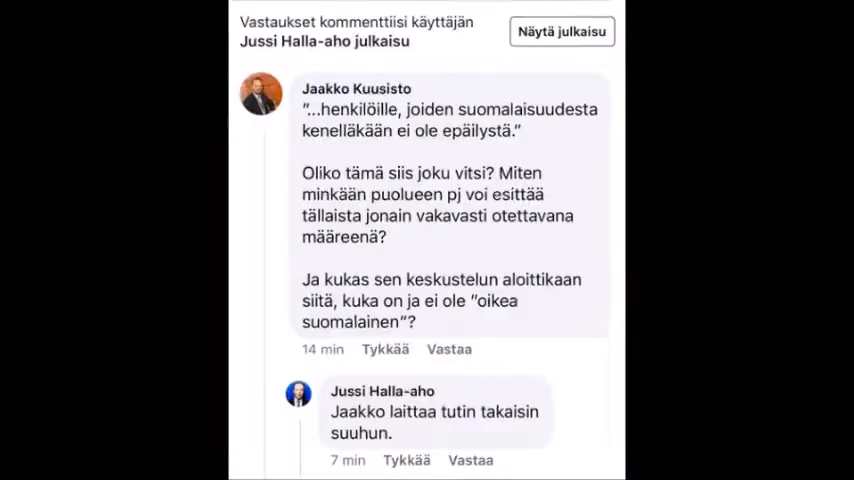 Vastaukset kommenttiisi käyttäjän
Jussi Halla-aho julkaisu
Näytä julkaisu
Jaakko Kuusisto
"...henkilöille, joiden suomalaisuudesta
kenelläkään ei ole epäilystä."
Oliko tämä siis joku vitsi? Miten
minkään puolueen pj voi esittää
tällaista jonain vakavasti otettavana
määreenä?
Ja kukas sen keskustelun aloittikaan
siitä, kuka on ja ei ole "oikea
suomalainen"?
14 min Tykkää Vastaa
Jussi Halla-aho
Jaakko laittaa tutin takaisin
suuhun.
7 min Tykkää Vastaa